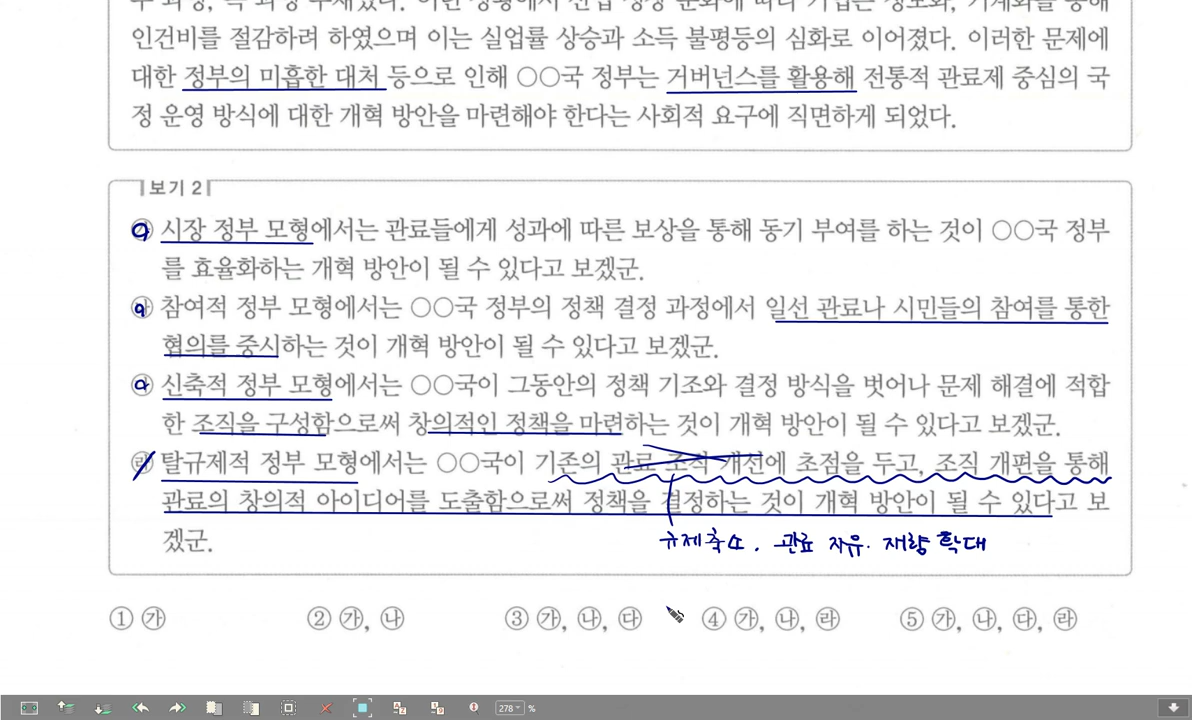 인건비를 절감하려 하였으며 이는 실업률 상승과 소득 불평등의 심화로 이어졌다. 이러한 문제에
대한 정부의 미흡한 대처 등으로 인해 ○○국 정부는 거버넌스를 활용해 전통적 관료제 중심의 국
정 운영 방식에 대한 개혁 방안을 마련해야 한다는 사회적 요구에 직면하게 되었다.
보기 2
㉮ 시장 정부 모형에서는 관료들에게 성과에 따른 보상을 통해 동기 부여를 하는 것이 ○○국 정부
를 효율화하는 개혁 방안이 될 수 있다고 보겠군.
㉯ 참여적 정부 모형에서는 ○○국 정부의 정책 결정 과정에서 일선 관료나 시민들의 참여를 통한
협의를 중시하는 것이 개혁 방안이 될 수 있다고 보겠군.
㉰ 신축적 정부 모형에서는 ○○국이 그동안의 정책 기조와 결정 방식을 벗어나 문제 해결에 적합
한 조직을 구성함으로써 창의적인 정책을 마련하는 것이 개혁 방안이 될 수 있다고 보겠군.
㉱ 탈규제적 정부 모형에서는 ○○국이 기존의 관료 조직 개선에 초점을 두고, 조직 개편을 통해
관료의 창의적 아이디어를 도출함으로써 정책을 결정하는 것이 개혁 방안이 될 수 있다고 보
겠군.
규제축소. 관료 자유. 재량 확대
① ㉮ ② ㉮, ㉯ ③ ㉮, ㉯, ㉰ ④ ㉮, ㉯, ㉱ ⑤ ㉮, ㉯, ㉰, ㉱
278 %